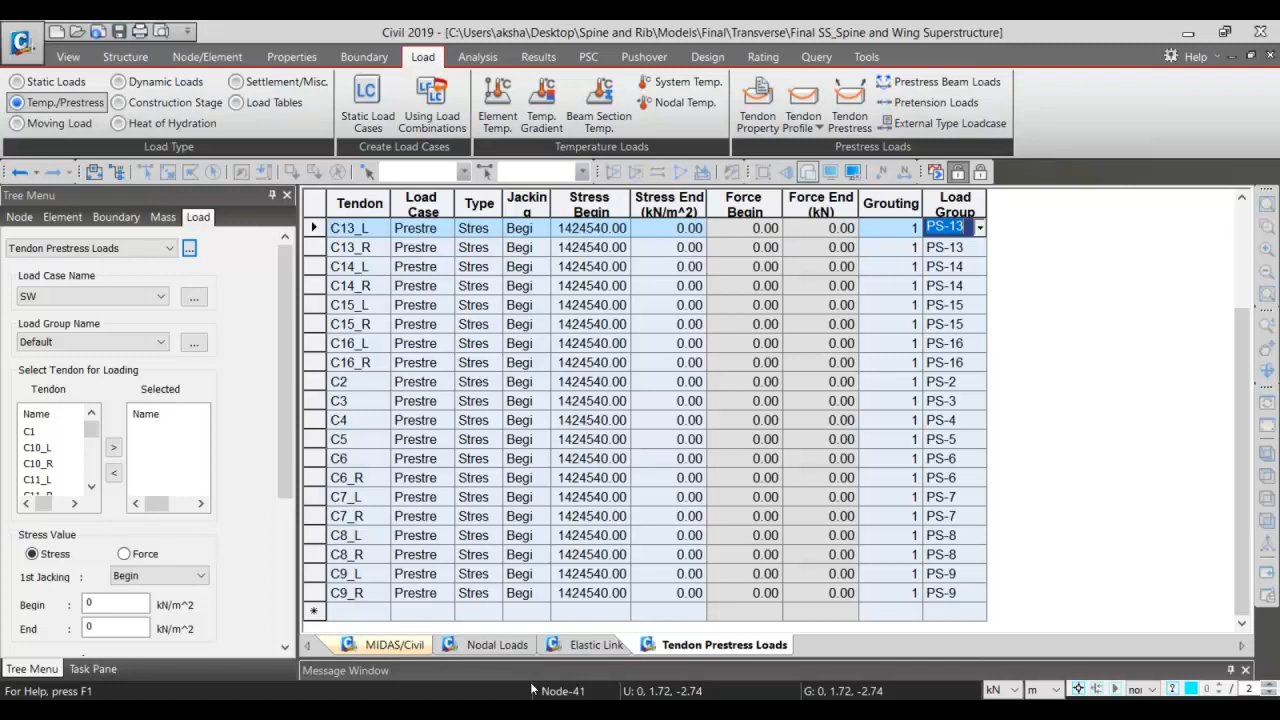 Civil 2019 - [C:\Users\aksha\Desktop\Spine and Rib\Models\Final\Transverse\Final SS_Spine and Wing Superstructure]
View Structure Node/Element Properties Boundary Load Analysis Results PSC Pushover Design Rating Query Tools Help
Static Loads Dynamic Loads Settlement/Misc.
Temp./Prestress Construction Stage Load Tables
Moving Load Heat of Hydration
Load Type
Static Load Cases
Using Load Combinations
Create Load Cases
Element Temp.
Temp. Gradient
Beam Section Temp.
System Temp.
Nodal Temp.
Temperature Loads
Tendon Property
Tendon Profile
Tendon Prestress
Prestress Beam Loads
Pretension Loads
External Type Loadcase
Prestress Loads
Tree Menu
Node Element Boundary Mass Load
Tendon Prestress Loads ...
Load Case Name
SW ...
Load Group Name
Default ...
Select Tendon for Loading
Tendon Selected
Name Name
C1
C10_L
C10_R
C11_L
C11_R
>
<
Stress Value
Stress Force
1st Jacking : Begin
Begin : 0 kN/m^2
End : 0 kN/m^2
Tree Menu Task Pane
Tendon Load Case Type Jackin g Stress Begin Stress End (kN/m^2) Force Begin Force End (kN) Grouting Load Group
C13_L Prestre Stres Begi 1424540.00 0.00 0.00 0.00 1 PS-13
C13_R Prestre Stres Begi 1424540.00 0.00 0.00 0.00 1 PS-13
C14_L Prestre Stres Begi 1424540.00 0.00 0.00 0.00 1 PS-14
C14_R Prestre Stres Begi 1424540.00 0.00 0.00 0.00 1 PS-14
C15_L Prestre Stres Begi 1424540.00 0.00 0.00 0.00 1 PS-15
C15_R Prestre Stres Begi 1424540.00 0.00 0.00 0.00 1 PS-15
C16_L Prestre Stres Begi 1424540.00 0.00 0.00 0.00 1 PS-16
C16_R Prestre Stres Begi 1424540.00 0.00 0.00 0.00 1 PS-16
C2 Prestre Stres Begi 1424540.00 0.00 0.00 0.00 1 PS-2
C3 Prestre Stres Begi 1424540.00 0.00 0.00 0.00 1 PS-3
C4 Prestre Stres Begi 1424540.00 0.00 0.00 0.00 1 PS-4
C5 Prestre Stres Begi 1424540.00 0.00 0.00 0.00 1 PS-5
C6 Prestre Stres Begi 1424540.00 0.00 0.00 0.00 1 PS-6
C6_R Prestre Stres Begi 1424540.00 0.00 0.00 0.00 1 PS-6
C7_L Prestre Stres Begi 1424540.00 0.00 0.00 0.00 1 PS-7
C7_R Prestre Stres Begi 1424540.00 0.00 0.00 0.00 1 PS-7
C8_L Prestre Stres Begi 1424540.00 0.00 0.00 0.00 1 PS-8
C8_R Prestre Stres Begi 1424540.00 0.00 0.00 0.00 1 PS-8
C9_L Prestre Stres Begi 1424540.00 0.00 0.00 0.00 1 PS-9
C9_R Prestre Stres Begi 1424540.00 0.00 0.00 0.00 1 PS-9
*
MIDAS/Civil Nodal Loads Elastic Link Tendon Prestress Loads
Message Window
For Help, press F1 Node-41 U: 0, 1.72, -2.74 G: 0, 1.72, -2.74 kN m nor ? 0 / 2